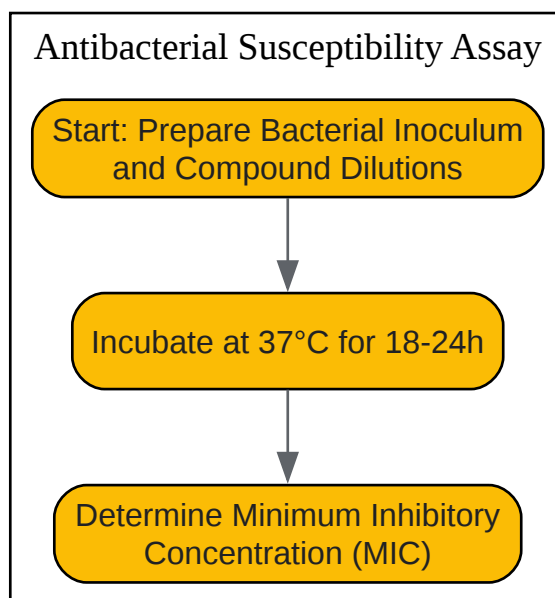 Antibacterial Susceptibility Assay
Start: Prepare Bacterial Inoculum
and Compound Dilutions
Incubate at 37°C for 18-24h
Determine Minimum Inhibitory
Concentration (MIC)